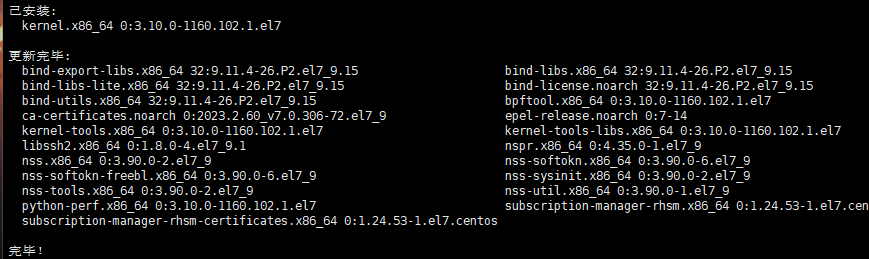 已安装:
kernel.x86_64 0:3.10.0-1160.102.1.el7
更新完毕:
bind-export-libs.x86_64 32:9.11.4-26.P2.el7_9.15 bind-libs.x86_64 32:9.11.4-26.P2.el7_9.15
bind-libs-lite.x86_64 32:9.11.4-26.P2.el7_9.15 bind-license.noarch 32:9.11.4-26.P2.el7_9.15
bind-utils.x86_64 32:9.11.4-26.P2.el7_9.15 bpftool.x86_64 0:3.10.0-1160.102.1.el7
ca-certificates.noarch 0:2023.2.60_v7.0.306-72.el7_9 epel-release.noarch 0:7-14
kernel-tools.x86_64 0:3.10.0-1160.102.1.el7 kernel-tools-libs.x86_64 0:3.10.0-1160.102.1.el7
libssh2.x86_64 0:1.8.0-4.el7_9.1 nspr.x86_64 0:4.35.0-1.el7_9
nss.x86_64 0:3.90.0-2.el7_9 nss-softokn.x86_64 0:3.90.0-6.el7_9
nss-softokn-freebl.x86_64 0:3.90.0-6.el7_9 nss-sysinit.x86_64 0:3.90.0-2.el7_9
nss-tools.x86_64 0:3.90.0-2.el7_9 nss-util.x86_64 0:3.90.0-1.el7_9
python-perf.x86_64 0:3.10.0-1160.102.1.el7 subscription-manager-rhsm.x86_64 0:1.24.53-1.el7.cen
subscription-manager-rhsm-certificates.x86_64 0:1.24.53-1.el7.centos
完毕！